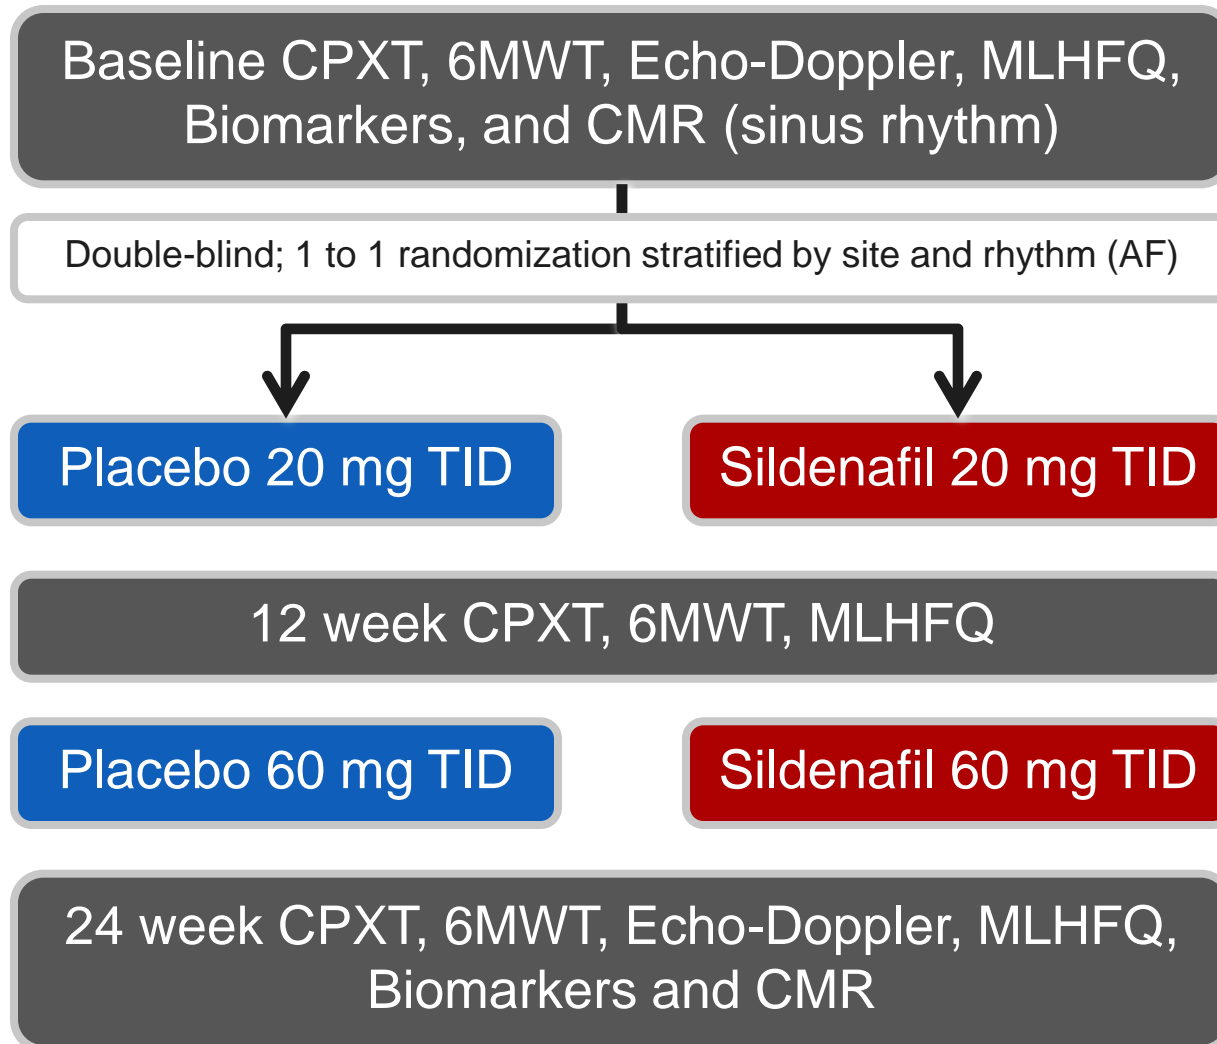 Baseline CPXT, 6MWT, Echo-Doppler, MLHFQ,
Biomarkers, and CMR (sinus rhythm)
Double-blind; 1 to 1 randomization stratified by site and rhythm (AF)
Placebo 20 mg TID
Sildenafil 20 mg TID
12 week CPXT, 6MWT, MLHFQ
Placebo 60 mg TID
Sildenafil 60 mg TID
24 week CPXT, 6MWT, Echo-Doppler, MLHFQ,
Biomarkers and CMR